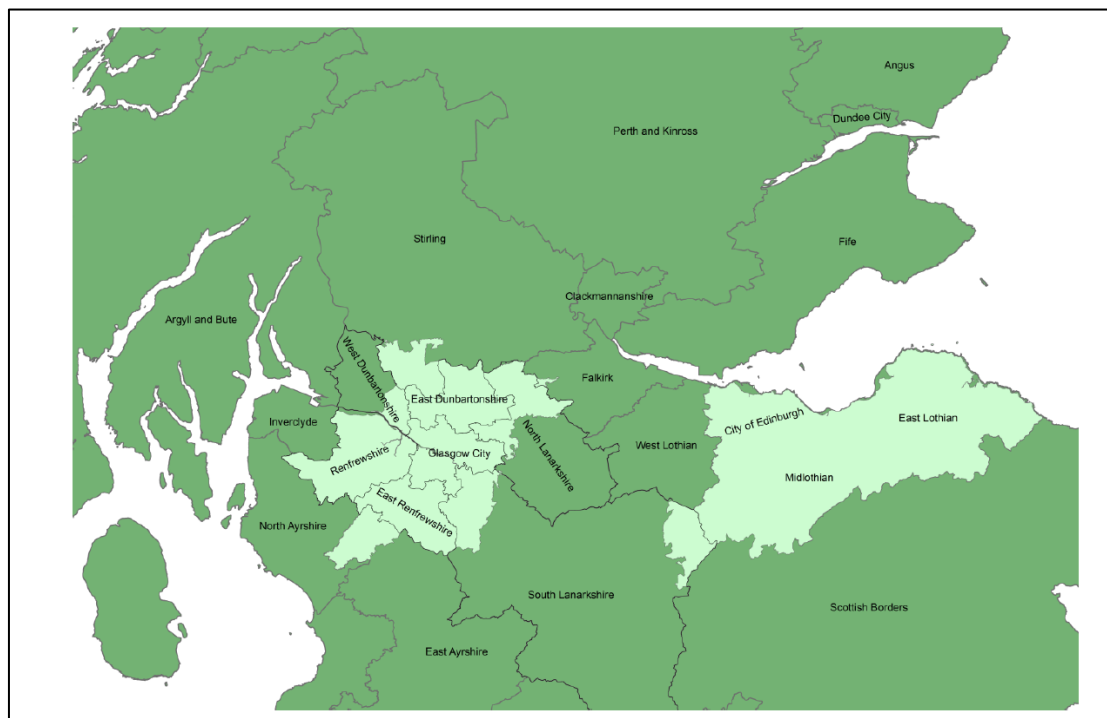 Angus
Dundee City
Perth and Kinross
Stirling
Fife
Clackmannanshire
Argyll and Bute
West Dunbartonshire
Falkirk
East Dunbartonshire
Inverclyde
City of Edinburgh
East Lothian
West Lothian
Glasgow City
North Lanarkshire
Renfrewshire
Midlothian
East Renfrewshire
North Ayrshire
South Lanarkshire
Scottish Borders
East Ayrshire